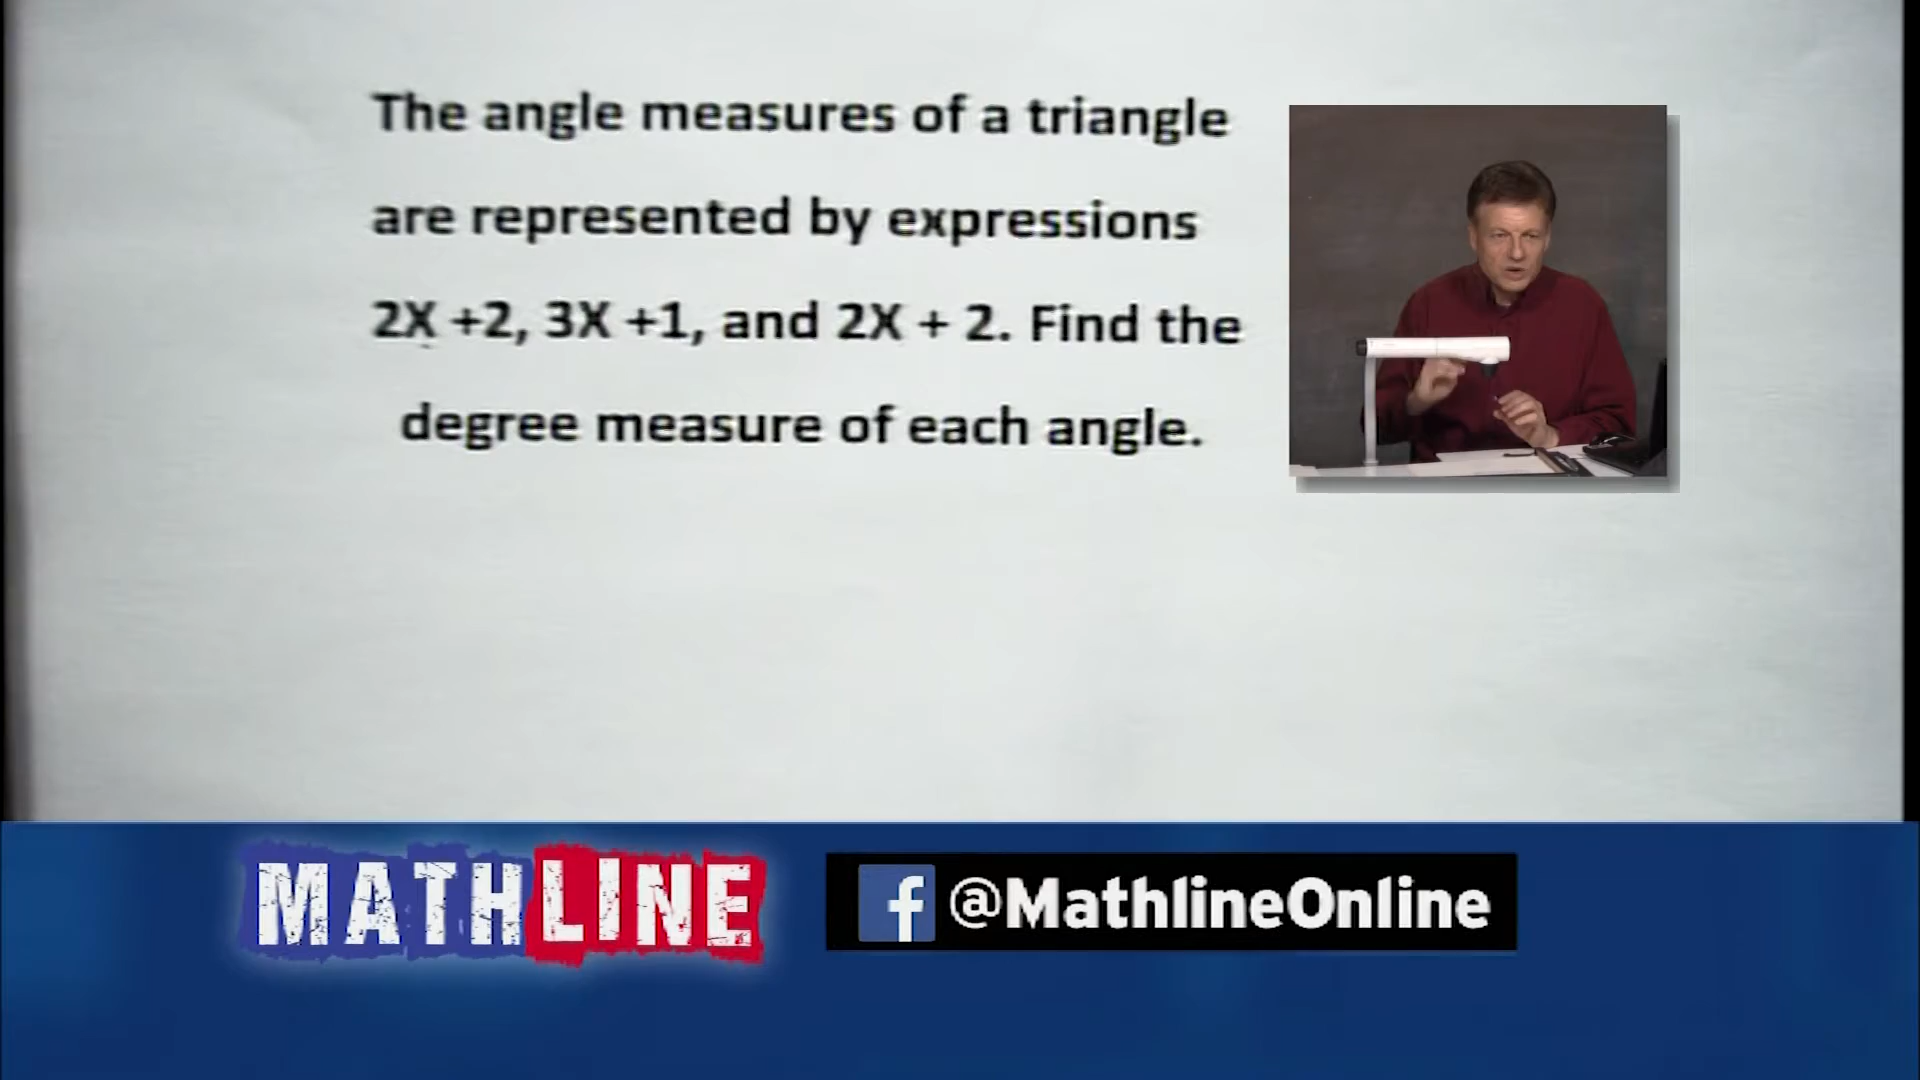 The angle measures of a triangle
are represented by expressions
2X +2, 3X +1, and 2X + 2. Find the
degree measure of each angle.
MATHLINE
f @MathlineOnline